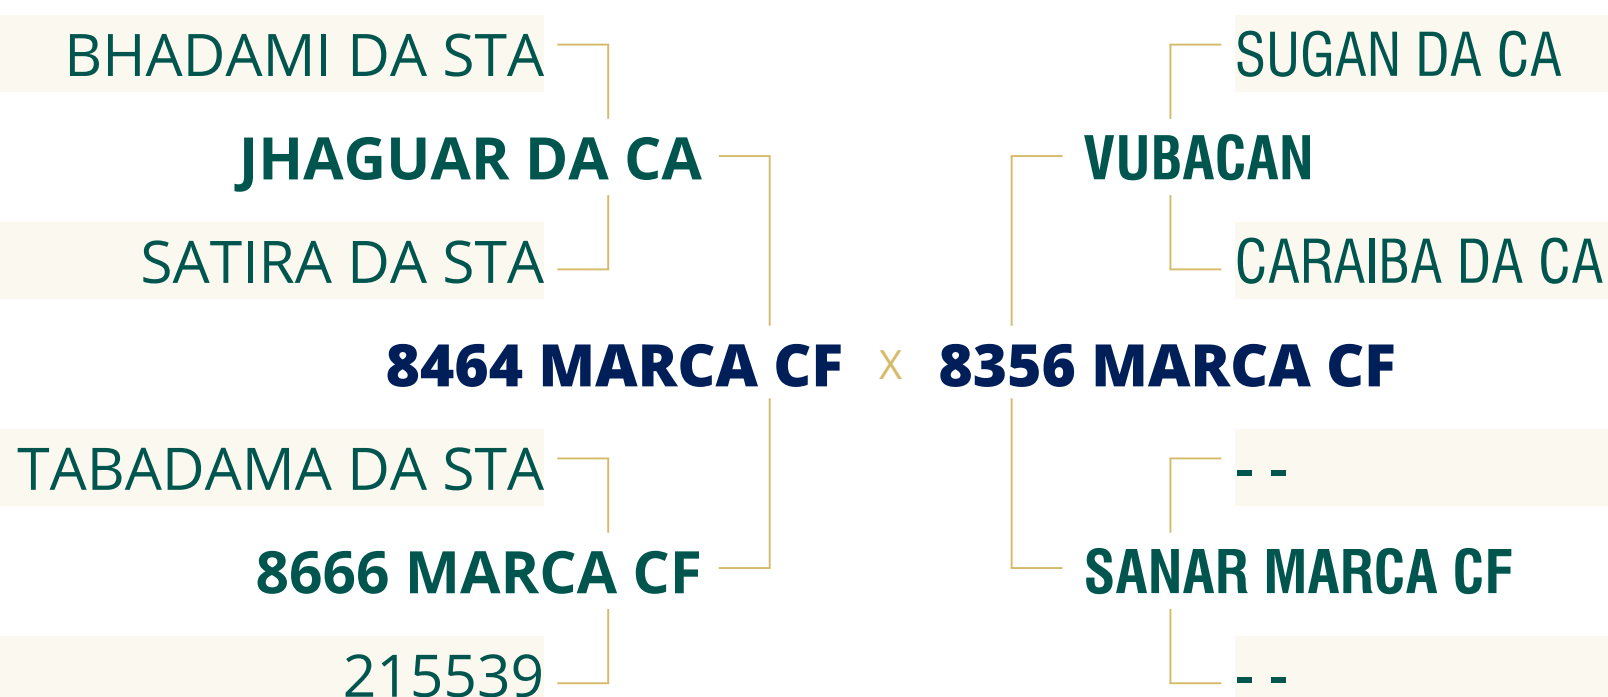 BHADAMI DA STA
SUGAN DA CA
JHAGUAR DA CA
VUBACAN
SATIRA DA STA
CARAIBA DA CA
8464 MARCA CF X 8356 MARCA CF
TABADAMA DA STA
- -
8666 MARCA CF
SANAR MARCA CF
215539
- -